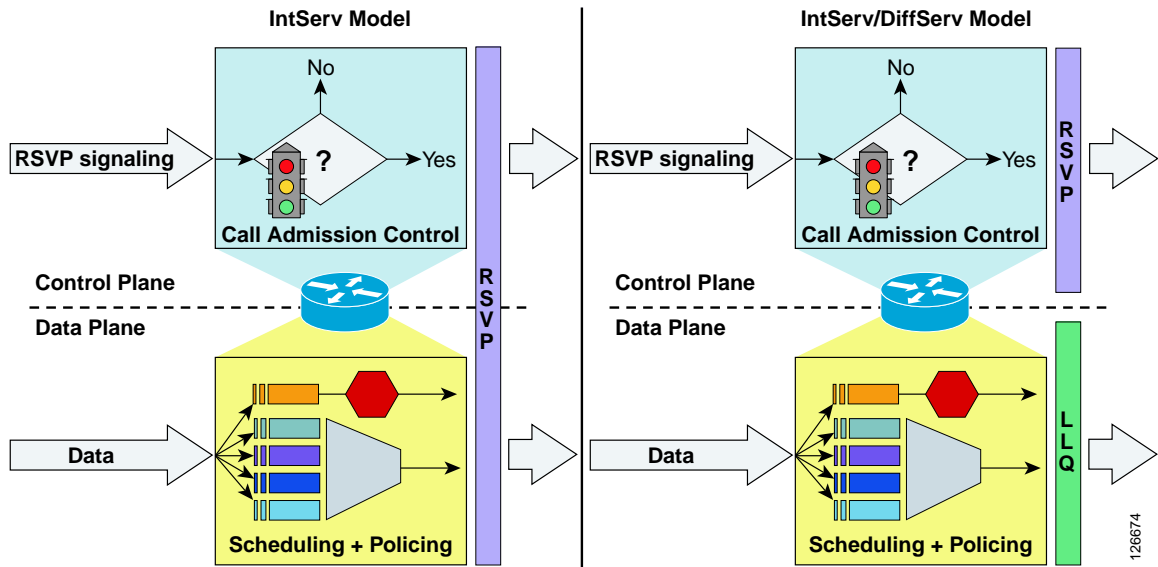 IntServ Model
No
RSVP signaling
?
Yes
Call Admission Control
Control Plane
Data Plane
R
S
V
P
Data
Scheduling + Policing
IntServ/DiffServ Model
No
RSVP signaling
?
Yes
Call Admission Control
R
S
V
P
Control Plane
Data Plane
Data
Scheduling + Policing
L
L
Q
126674